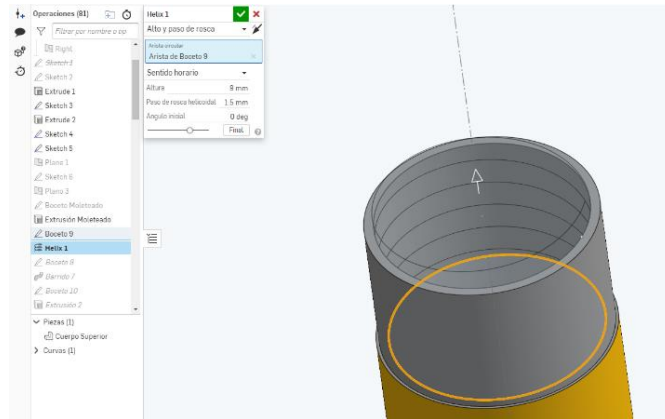 Operaciones (81)
Filtrar por nombre o tip
Right
Sketch 1
Sketch 2
Extrude 1
Sketch 3
Extrude 2
Sketch 4
Sketch 5
Plano 1
Sketch 6
Plano 3
Boceto Moleteado
Extrusión Moleteado
Boceto 9
Helix 1
Boceto 8
Barrido 7
Boceto 10
Extrusión 2
Piezas (1)
Cuerpo Superior
Curvas (1)
Helix 1
Alto y paso de rosca
Arista circular
Arista de Boceto 9
Sentido horario
Altura 9 mm
Paso de rosca helicoidal 1.5 mm
Ángulo inicial 0 deg
Final